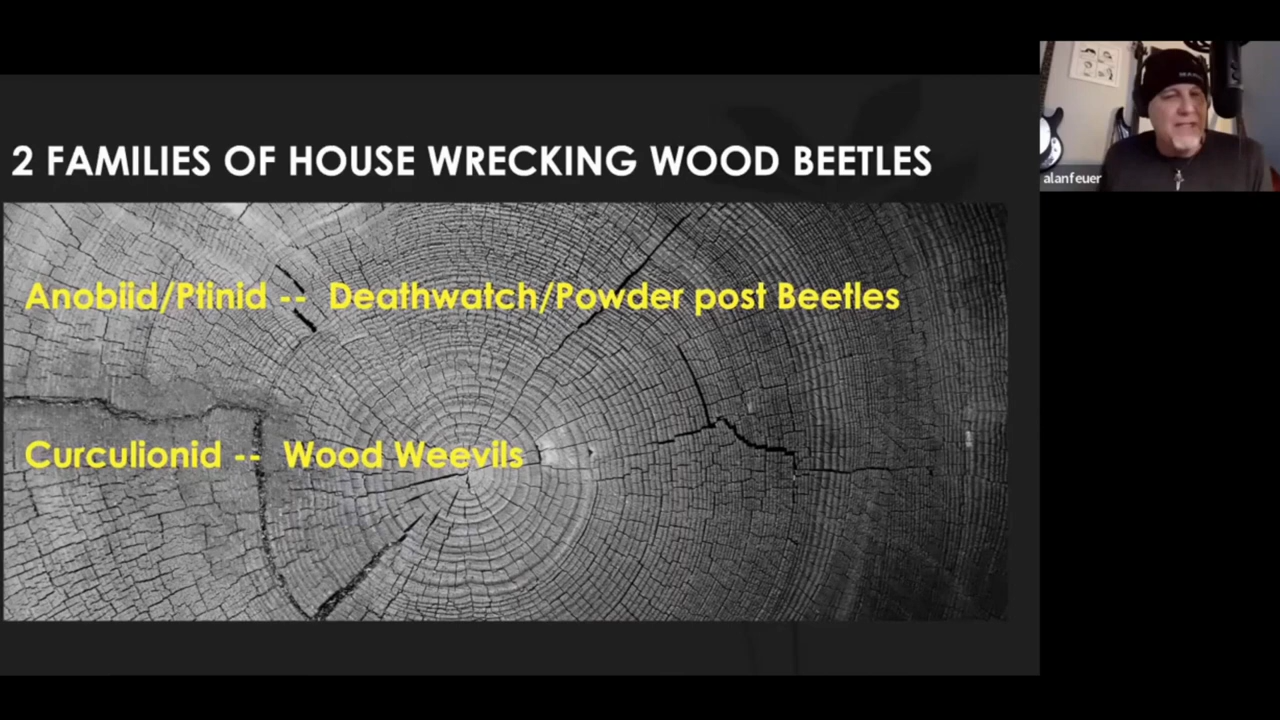 2 FAMILIES OF HOUSE WRECKING WOOD BEETLES
Anobiid/Ptinid -- Deathwatch/Powder post Beetles
Curculionid -- Wood Weevils
alanfeuer